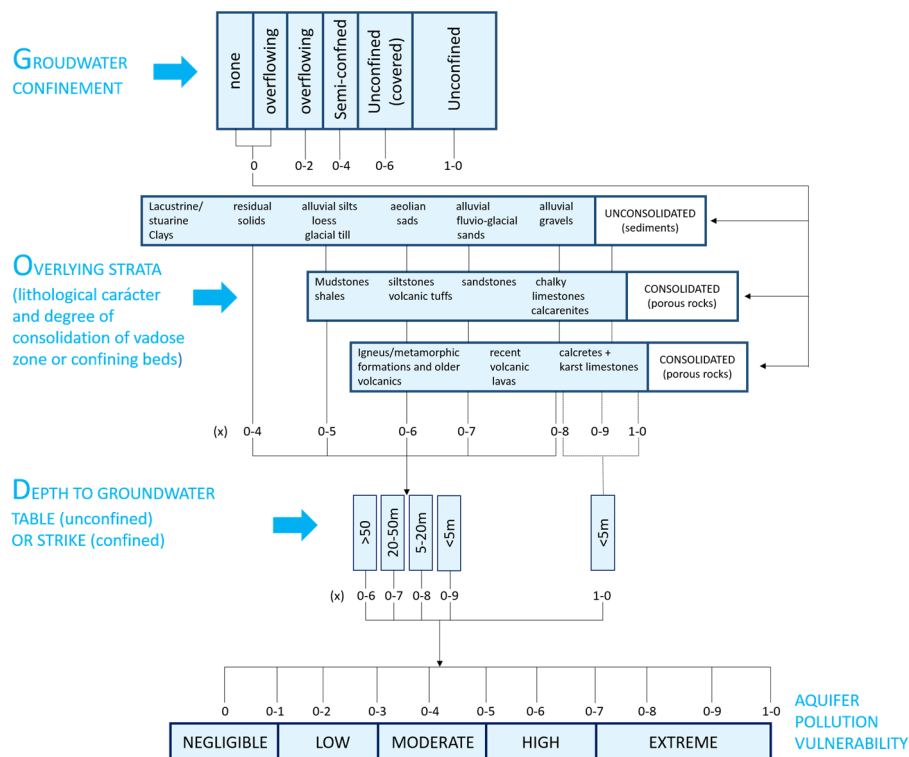 GROUDWATER
CONFINEMENT
none
overflowing
overflowing
Semi-confned
Unconfined
(covered)
Unconfined
0
0-2
0-4
0-6
1-0
Lacustrine/
stuarine
Clays
residual
solids
alluvial silts
loess
glacial till
aeolian
sads
alluvial
fluvio-glacial
sands
alluvial
gravels
UNCONSOLIDATED
(sediments)
OVERLYING STRATA
(lithological carácter
and degree of
consolidation of vadose
zone or confining beds)
Mudstones
shales
siltstones
volcanic tuffs
sandstones
chalky
limestones
calcarenites
CONSOLIDATED
(porous rocks)
Igneus/metamorphic
formations and older
volcanics
recent
volcanic
lavas
calcretes +
karst limestones
CONSOLIDATED
(porous rocks)
(x)
0-4
0-5
0-6
0-7
0-8
0-9
1-0
DEPTH TO GROUNDWATER
TABLE (unconfined)
OR STRIKE (confined)
>50
20-50m
5-20m
<5m
<5m
(x)
0-6
0-7
0-8
0-9
1-0
0
0-1
0-2
0-3
0-4
0-5
0-6
0-7
0-8
0-9
1-0
NEGLIGIBLE
LOW
MODERATE
HIGH
EXTREME
AQUIFER
POLLUTION
VULNERABILITY